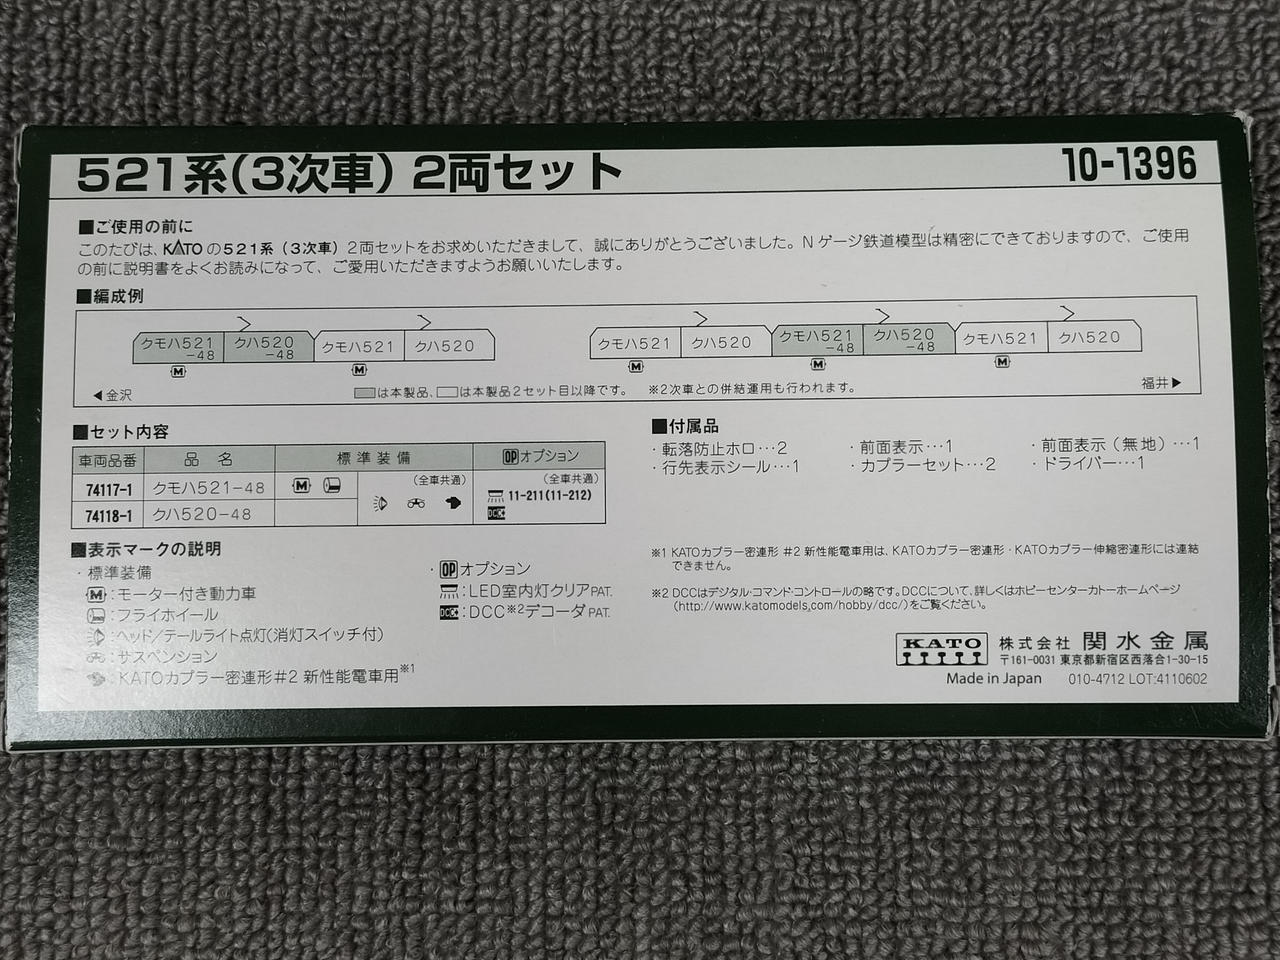 521系(3次車) 2両セット 10-1396
■ご使用の前に
このたびは、KATOの521系(3次車) 2両セットをお求めいただきまして、誠にありがとうございました。Nゲージ鉄道模型は精密にできておりますので、ご使用
の前に説明書をよくお読みになって、ご愛用いただきますようお願いいたします。
■編成例
クモハ521-48 クハ520-48 クモハ521 クハ520 クモハ521 クハ520 クモハ521-48 クハ520-48 クモハ521 クハ520
M M M M M
◀金沢 は本製品、 は本製品2セット目以降です。 ※2次車との併結運用も行われます。 福井▶
■セット内容
車両品番 品 名 標準装備 OPオプション
74117-1 クモハ521-48 M (全車共通) (全車共通) 11-211(11-212)
74118-1 クハ520-48 DCC
■付属品
・転落防止ホロ…2 ・前面表示…1 ・前面表示(無地)…1
・行先表示シール…1 ・カプラーセット…2 ・ドライバー…1
■表示マークの説明
・標準装備
M:モーター付き動力車
:フライホイール
:ヘッド/テールライト点灯(消灯スイッチ付)
:サスペンション
:KATOカプラー密連形#2 新性能電車用※1
・OPオプション
:LED室内灯クリアPAT.
DCC:DCC※2デコーダPAT.
※1 KATOカプラー密連形 #2 新性能電車用は、KATOカプラー密連形・KATOカプラー伸縮密連形には連結
できません。
※2 DCCはデジタル・コマンド・コントロールの略です。DCCについて、詳しくはホビーセンターカトーホームページ
(http://www.katomodels.com/hobby/dcc/)をご覧ください。
KATO 株式会社 関水金属
〒161-0031 東京都新宿区西落合1-30-15
Made in Japan 010-4712 LOT:4110602